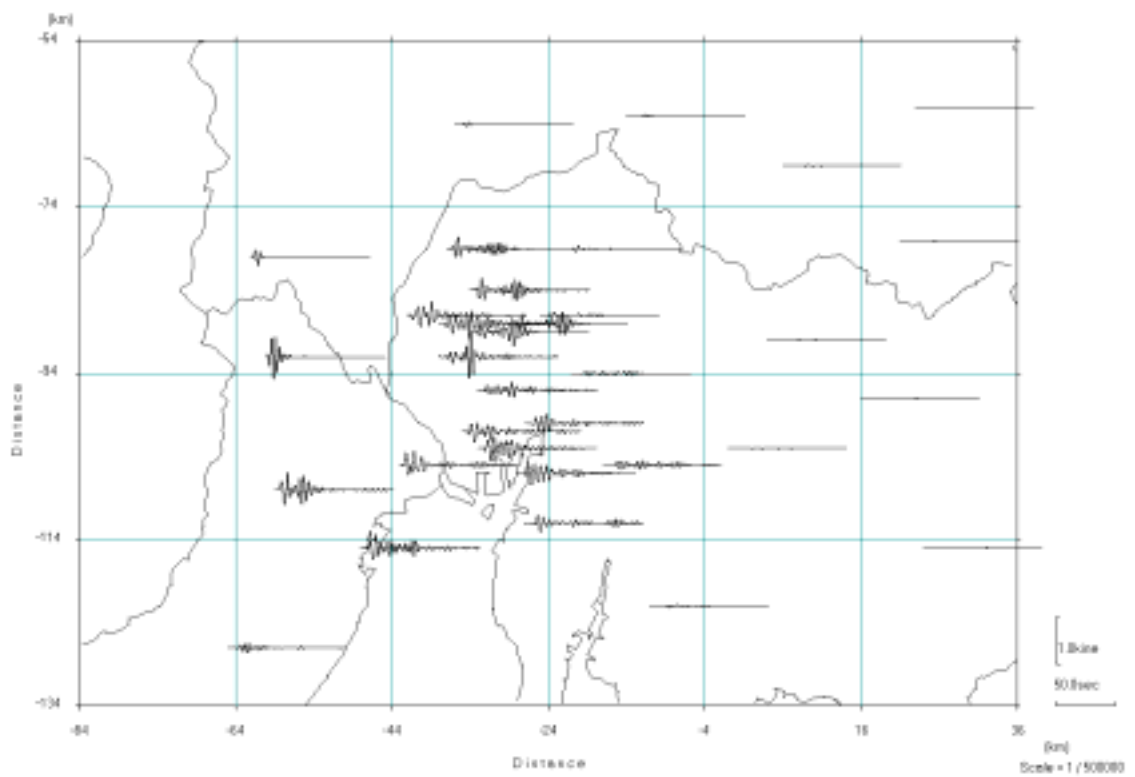 (km)
-54
-74
-94
-114
-134
Distance
-84
-64
-44
-24
-4
16
36
Distance
(km)
1.0kine
50.0sec
Scale = 1 / 500000